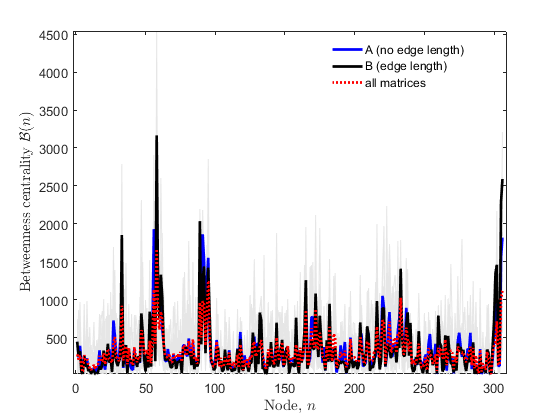 4500
4000
3500
3000
2500
2000
1500
1000
500
Betweenness centrality B(n)
A (no edge length)
B (edge length)
all matrices
0 50 100 150 200 250 300
Node, n